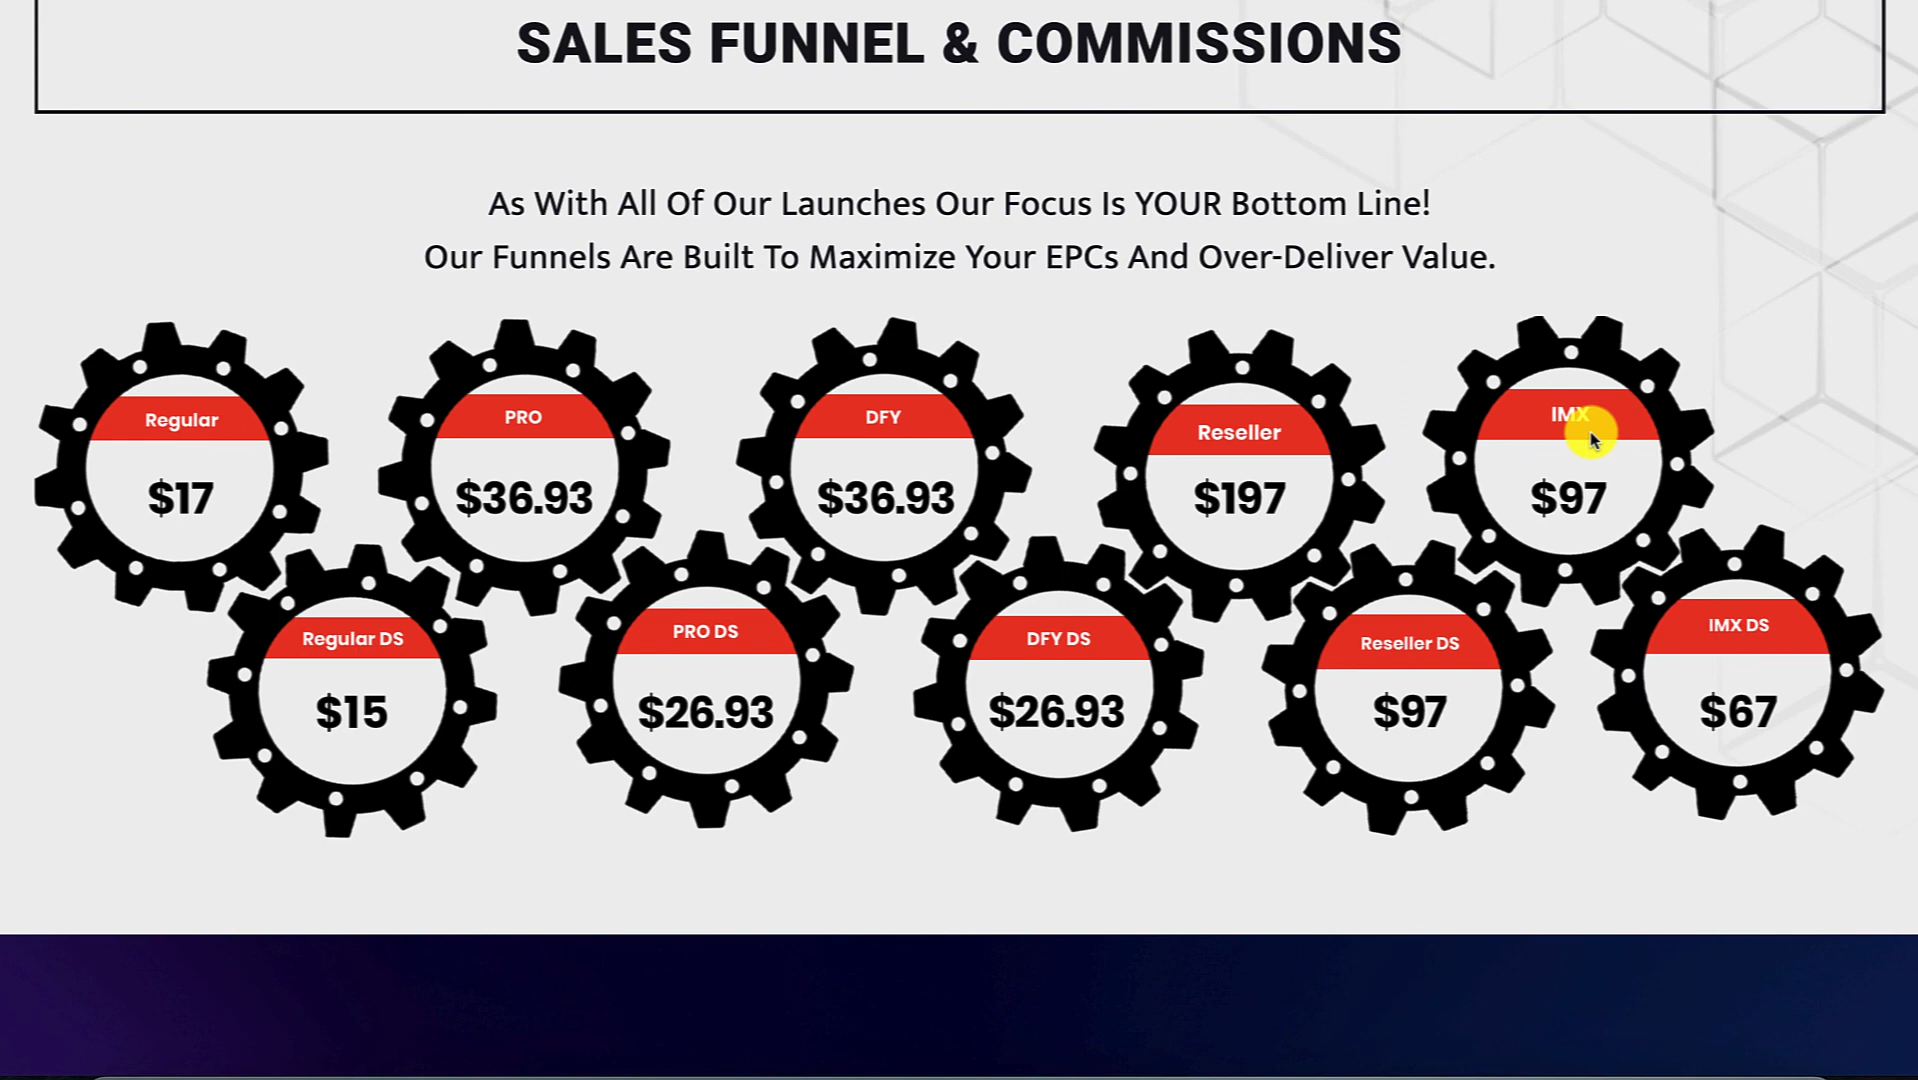 SALES FUNNEL & COMMISSIONS
As With All Of Our Launches Our Focus Is YOUR Bottom Line!
Our Funnels Are Built To Maximize Your EPCs And Over-Deliver Value.
Regular
$17
PRO
$36.93
DFY
$36.93
Reseller
$197
IMX
$97
Regular DS
$15
PRO DS
$26.93
DFY DS
$26.93
Reseller DS
$97
IMX DS
$67